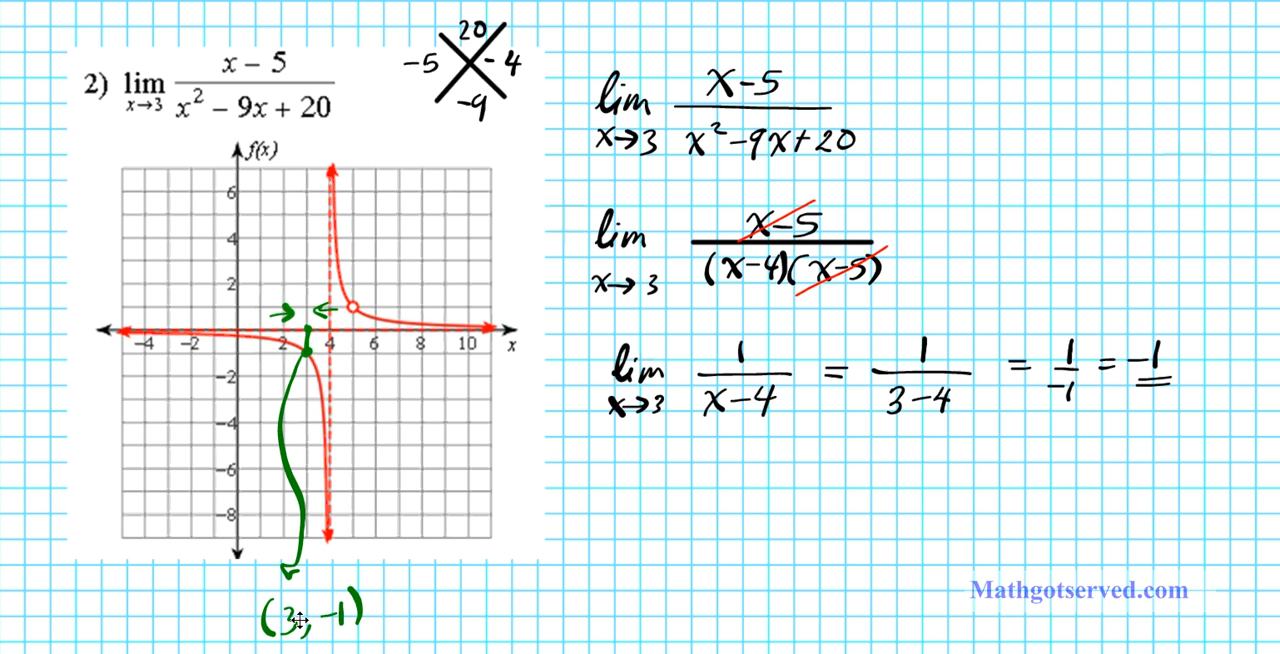 20
-5 -4
-9
2) lim x→3 x − 5 / x² − 9x + 20
f(x)
6
4
2
-4 -2 2 4 6 8 10 x
-2
-4
-6
-8
(3, -1)
lim x→3 x-5 / x²-9x+20
lim x→3 x-5 / (x-4)(x-5)
lim x→3 1 / x-4 = 1 / 3-4 = 1 / -1 = -1
Mathgotserved.com